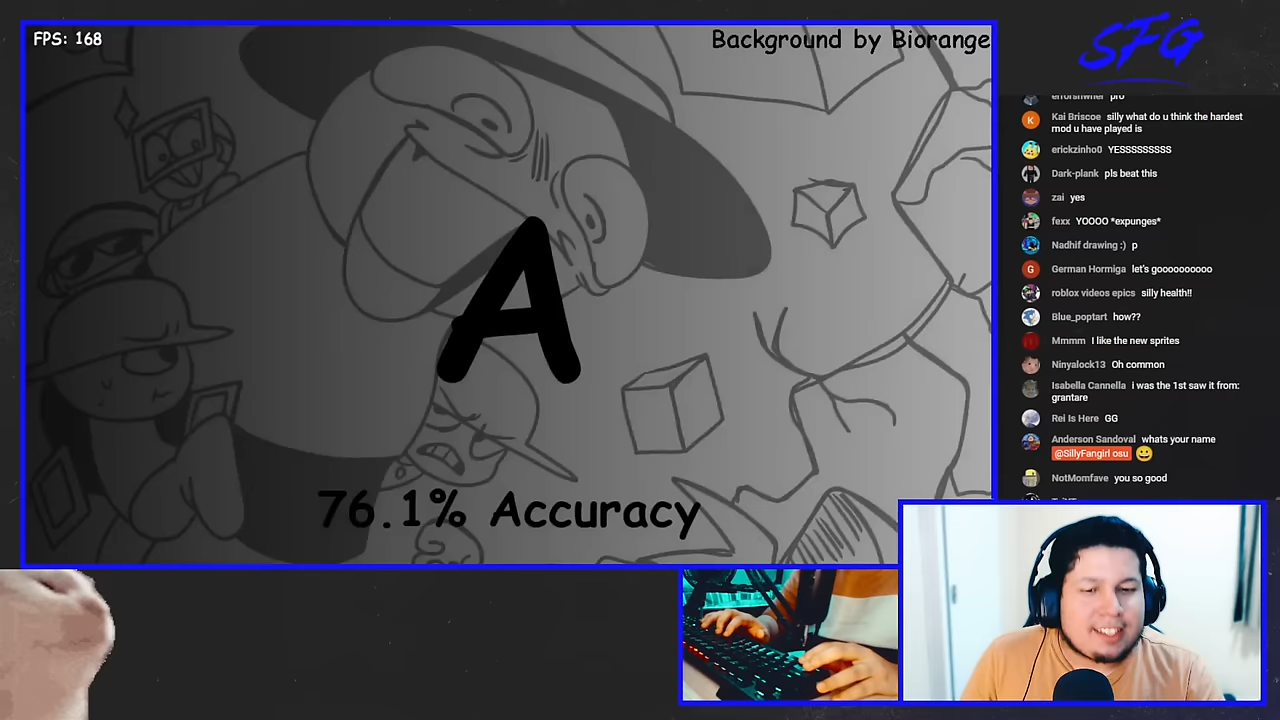 FPS: 168
Background by Biorange
SFG
errorshwner pro
Kai Briscoe silly what do u think the hardest
mod u have played is
erickzinho0 YESSSSSSSSS
Dark-plank pls beat this
zai yes
fexx YOOOO *expunges*
Nadhif drawing :) p
German Hormiga let's goooooooooo
roblox videos epics silly health!!
Blue_poptart how??
Mmmm I like the new sprites
Ninyalock13 Oh common
Isabella Cannella i was the 1st saw it from:
grantare
Rei Is Here GG
Anderson Sandoval whats your name
@SillyFangirl osu 😀
NotMomfave you so good
A
76.1% Accuracy